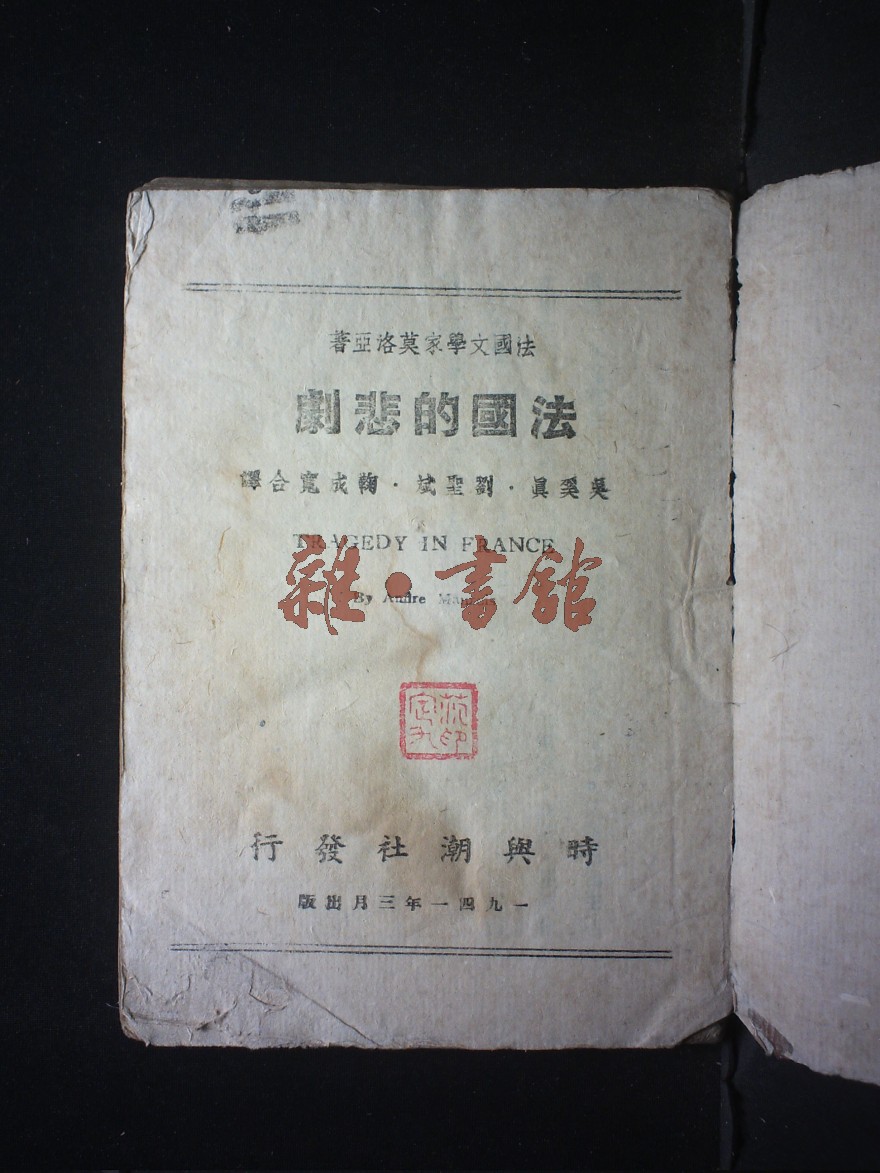 法國文學家莫洛亞著
法國的悲劇
吳奚眞・劉聖斌・鞠成寬合譯
TRAGEDY IN FRANCE
By Andre
雜・書館
時與潮社發行
一九四一年三月出版